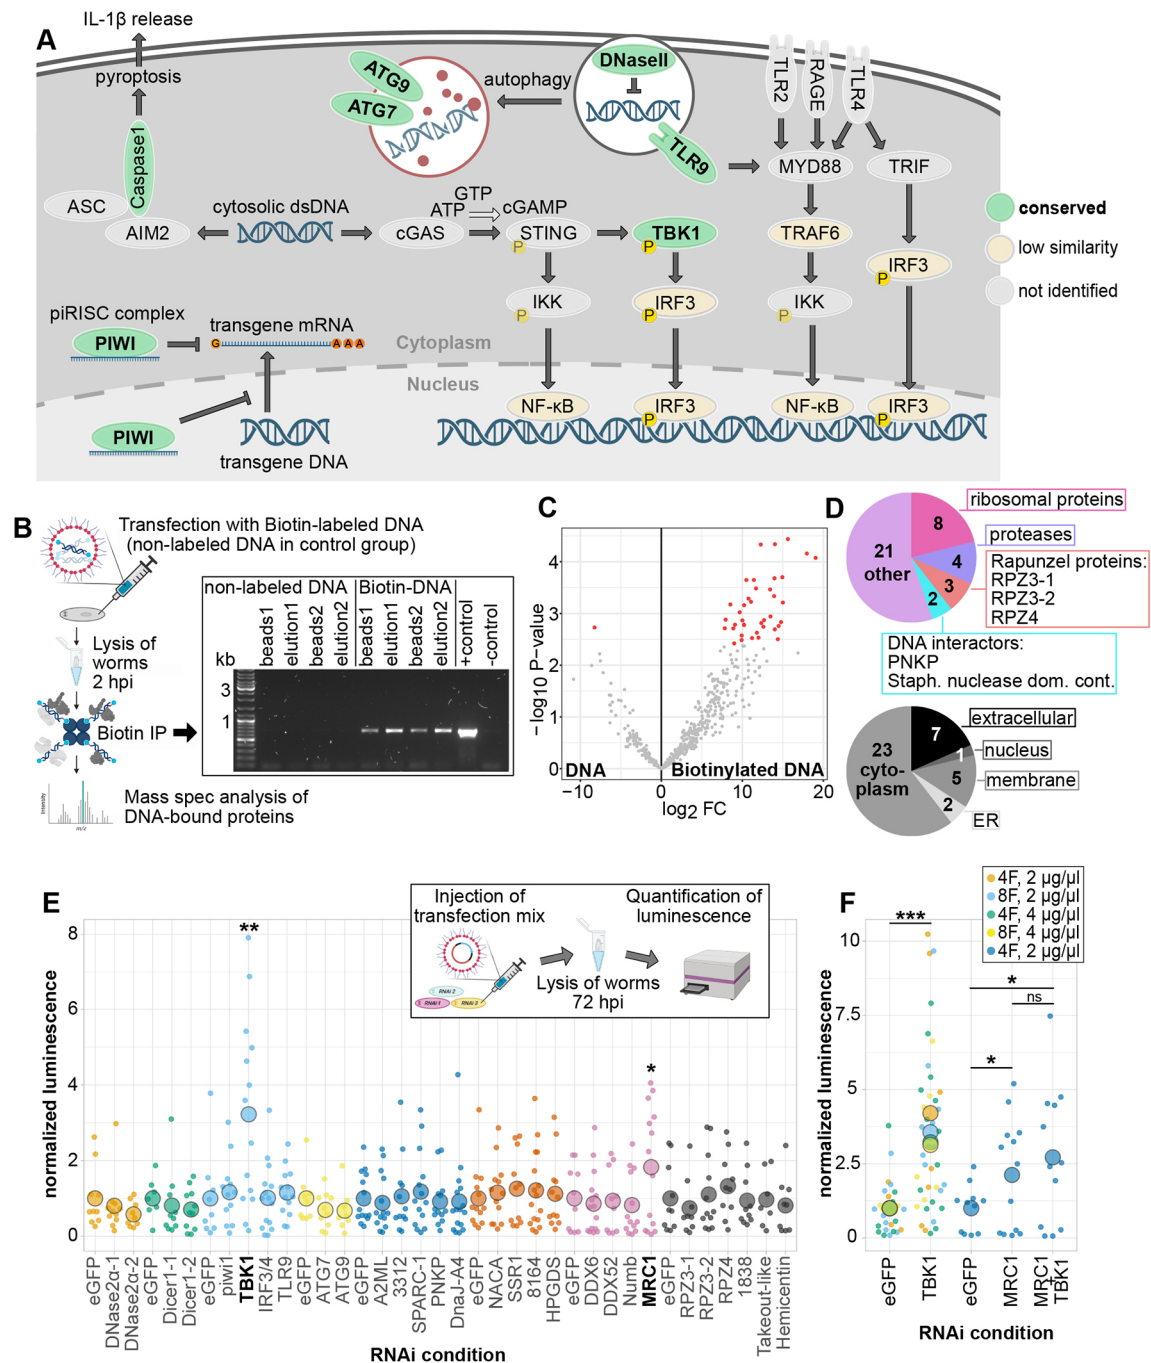 A
IL-1β release
pyroptosis
Caspase1
ASC
AIM2
cytosolic dsDNA
cGAS
GTP
ATP
cGAMP
STING
P
TBK1
P
IKK
P
IRF3
P
NF-κB
IRF3
P
ATG9
ATG7
autophagy
DNaseII
TLR9
TLR2
RAGE
TLR4
MYD88
TRIF
TRAF6
IRF3
P
IKK
P
NF-κB
IRF3
P
conserved
low similarity
not identified
piRISC complex
PIWI
transgene mRNA
G
A A A
Cytoplasm
Nucleus
PIWI
transgene DNA
B
Transfection with Biotin-labeled DNA
(non-labeled DNA in control group)
Lysis of
worms
2 hpi
Biotin IP
Mass spec analysis of
DNA-bound proteins
Intensity
m/z
non-labeled DNA
Biotin-DNA
beads1
elution1
beads2
elution2
beads1
elution1
beads2
elution2
+control
-control
kb
3
1
C
−log10 P−value
4
3
2
1
0
DNA
Biotinylated DNA
−10
0
10
20
log2 FC
D
8
4
3
2
21
other
ribosomal proteins
proteases
Rapunzel proteins:
RPZ3-1
RPZ3-2
RPZ4
DNA interactors:
PNKP
Staph. nuclease dom. cont.
7
1
5
2
23
cyto-
plasm
extracellular
nucleus
membrane
ER
E
normalized luminescence
8
6
4
2
0
**
*
Injection of
transfection mix
RNAi 2
RNAi 1
RNAi 3
Lysis of worms
72 hpi
Quantification of
luminescence
eGFP
DNase2α-1
DNase2α-2
eGFP
Dicer1-1
Dicer1-2
eGFP
piwi1
TBK1
IRF3/4
TLR9
eGFP
ATG7
ATG9
eGFP
A2ML
3312
SPARC-1
PNKP
DnaJ-A4
eGFP
NACA
SSR1
8164
HPGDS
eGFP
DDX6
DDX52
Numb
MRC1
eGFP
RPZ3-1
RPZ3-2
RPZ4
1838
Takeout-like
Hemicentin
RNAi condition
F
4F, 2 µg/µl
8F, 2 µg/µl
4F, 4 µg/µl
8F, 4 µg/µl
4F, 2 µg/µl
normalized luminescence
10
7.5
5
2.5
0
***
*
ns
*
eGFP
TBK1
eGFP
MRC1
MRC1
+
TBK1
RNAi condition